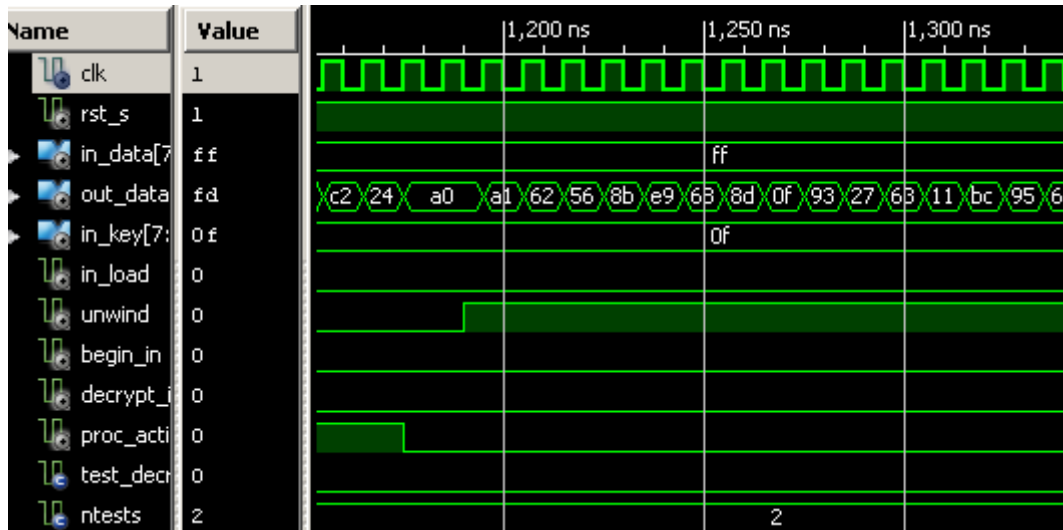 Name Value 1,200 ns 1,250 ns 1,300 ns
clk 1
rst_s 1
in_data[7 ff ff
out_data fd c2 24 a0 a1 62 56 8b e9 63 8d 0f 93 27 63 11 bc 95 6
in_key[7: 0f 0f
in_load 0
unwind 0
begin_in 0
decrypt_i 0
proc_acti 0
test_decr 0
ntests 2 2